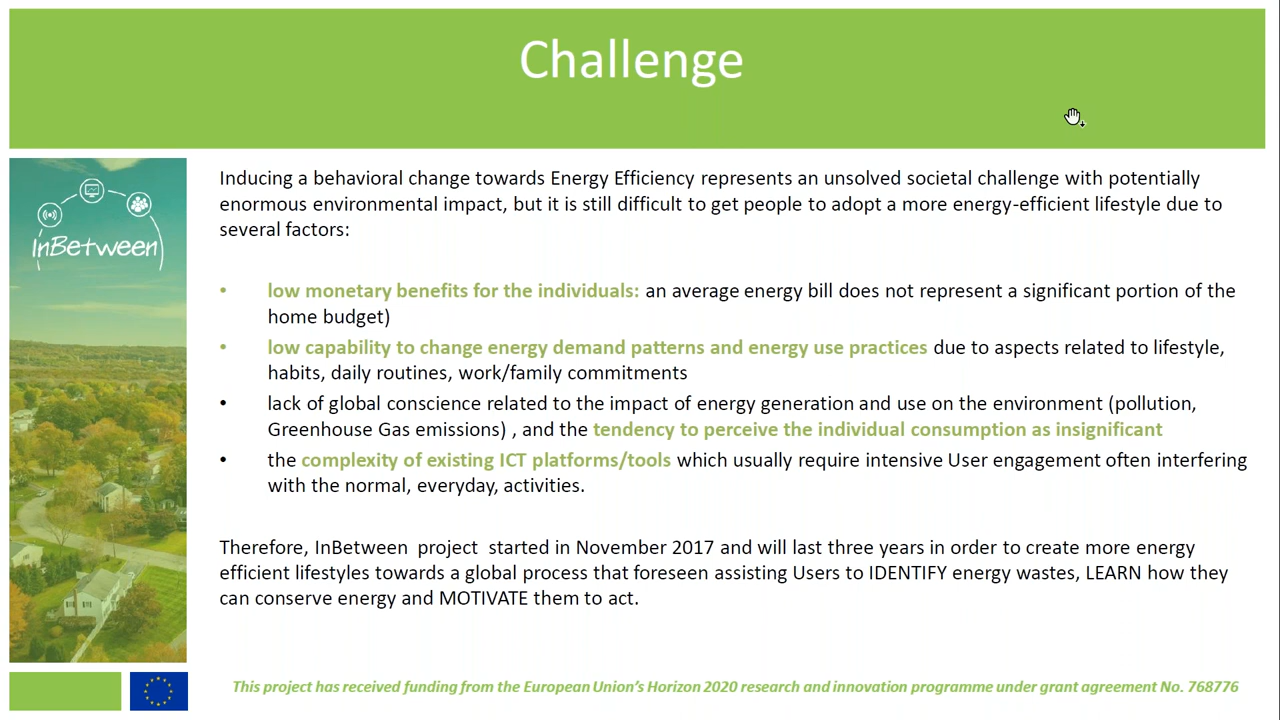 Challenge
InBetween
Inducing a behavioral change towards Energy Efficiency represents an unsolved societal challenge with potentially
enormous environmental impact, but it is still difficult to get people to adopt a more energy-efficient lifestyle due to
several factors:
• low monetary benefits for the individuals: an average energy bill does not represent a significant portion of the
home budget)
• low capability to change energy demand patterns and energy use practices due to aspects related to lifestyle,
habits, daily routines, work/family commitments
• lack of global conscience related to the impact of energy generation and use on the environment (pollution,
Greenhouse Gas emissions) , and the tendency to perceive the individual consumption as insignificant
• the complexity of existing ICT platforms/tools which usually require intensive User engagement often interfering
with the normal, everyday, activities.
Therefore, InBetween project started in November 2017 and will last three years in order to create more energy
efficient lifestyles towards a global process that foreseen assisting Users to IDENTIFY energy wastes, LEARN how they
can conserve energy and MOTIVATE them to act.
This project has received funding from the European Union's Horizon 2020 research and innovation programme under grant agreement No. 768776